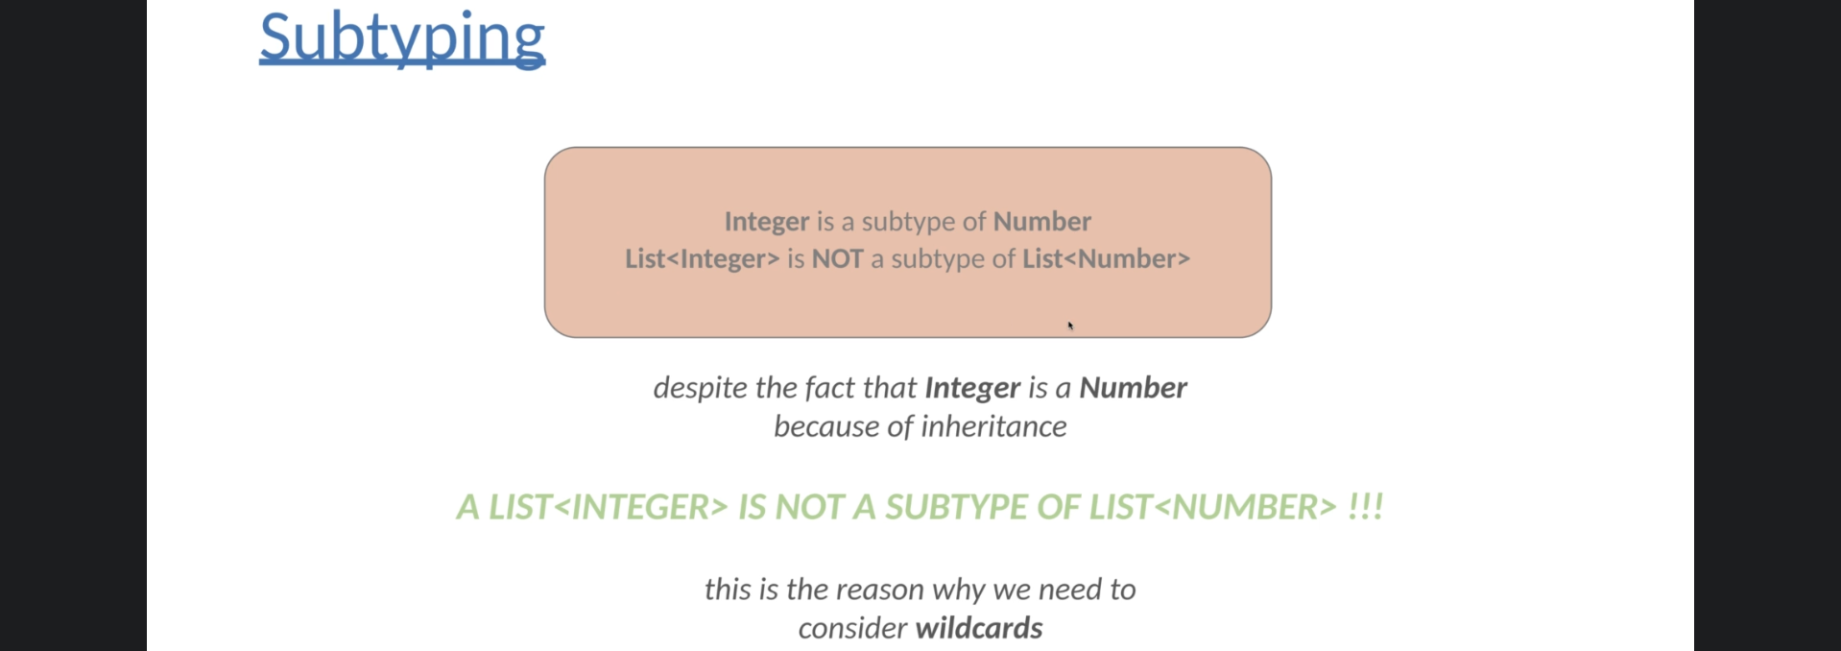 Subtyping
Integer is a subtype of Number
List<Integer> is NOT a subtype of List<Number>
despite the fact that Integer is a Number
because of inheritance
A LIST<INTEGER> IS NOT A SUBTYPE OF LIST<NUMBER> !!!
this is the reason why we need to
consider wildcards